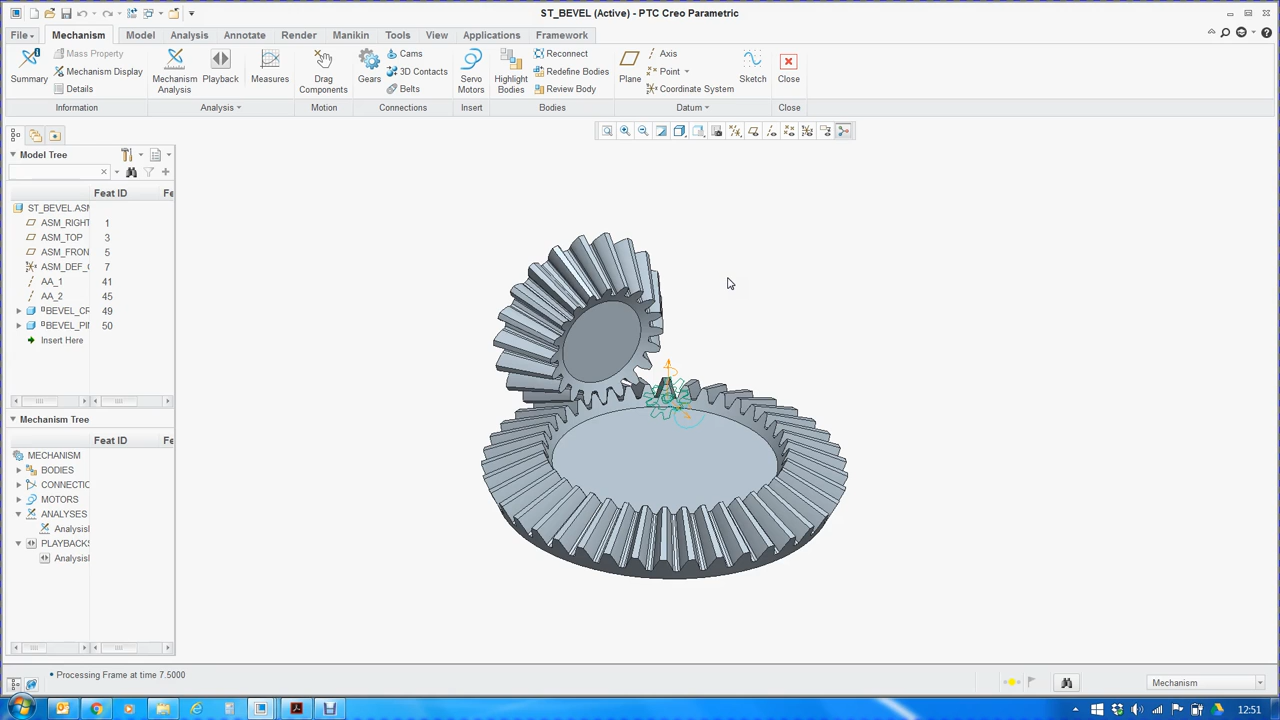 ST_BEVEL (Active) - PTC Creo Parametric
File Mechanism Model Analysis Annotate Render Manikin Tools View Applications Framework
Summary
Mass Property
Mechanism Display
Details
Information
Mechanism Analysis
Playback
Measures
Analysis
Drag Components
Motion
Gears
Cams
3D Contacts
Belts
Connections
Servo Motors
Insert
Highlight Bodies
Reconnect
Redefine Bodies
Review Body
Bodies
Plane
Axis
Point
Coordinate System
Sketch
Datum
Close
Close
Model Tree
Feat ID Fe
ST_BEVEL.ASM
ASM_RIGHT 1
ASM_TOP 3
ASM_FRON 5
ASM_DEF_C 7
AA_1 41
AA_2 45
BEVEL_CR 49
BEVEL_PIN 50
Insert Here
Mechanism Tree
Feat ID Fe
MECHANISM
BODIES
CONNECTIO
MOTORS
ANALYSES
Analysis
PLAYBACKS
Analysis
Processing Frame at time 7.5000
Mechanism
12:51